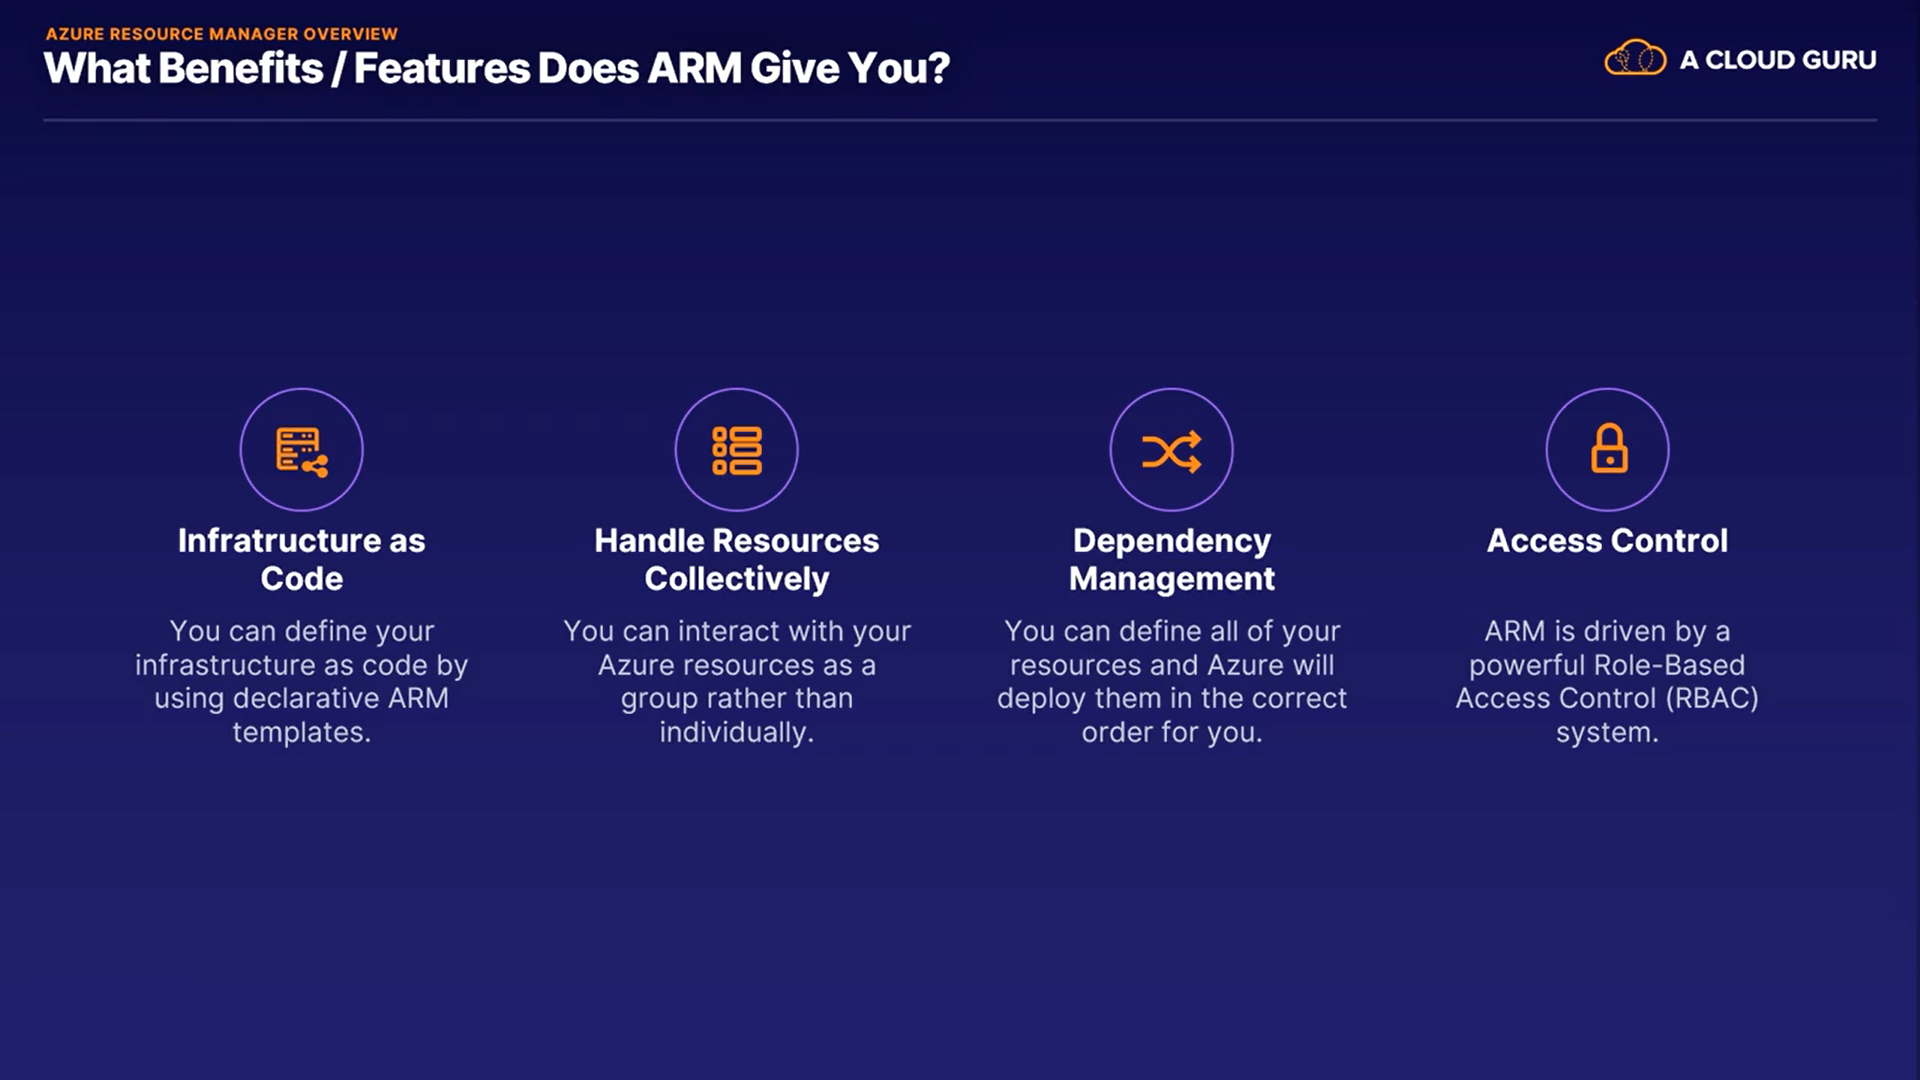 AZURE RESOURCE MANAGER OVERVIEW
What Benefits / Features Does ARM Give You?
A CLOUD GURU
Infratructure as
Code
You can define your
infrastructure as code by
using declarative ARM
templates.
Handle Resources
Collectively
You can interact with your
Azure resources as a
group rather than
individually.
Dependency
Management
You can define all of your
resources and Azure will
deploy them in the correct
order for you.
Access Control
ARM is driven by a
powerful Role-Based
Access Control (RBAC)
system.